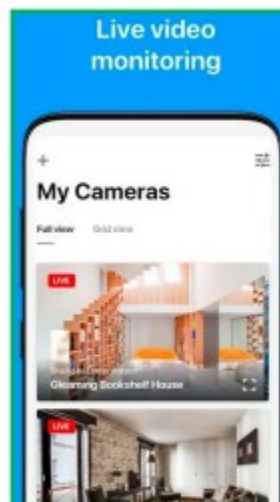 Live video
monitoring
My Cameras
Full view Grid view
LIVE
Gleaming Bookshelf House
LIVE